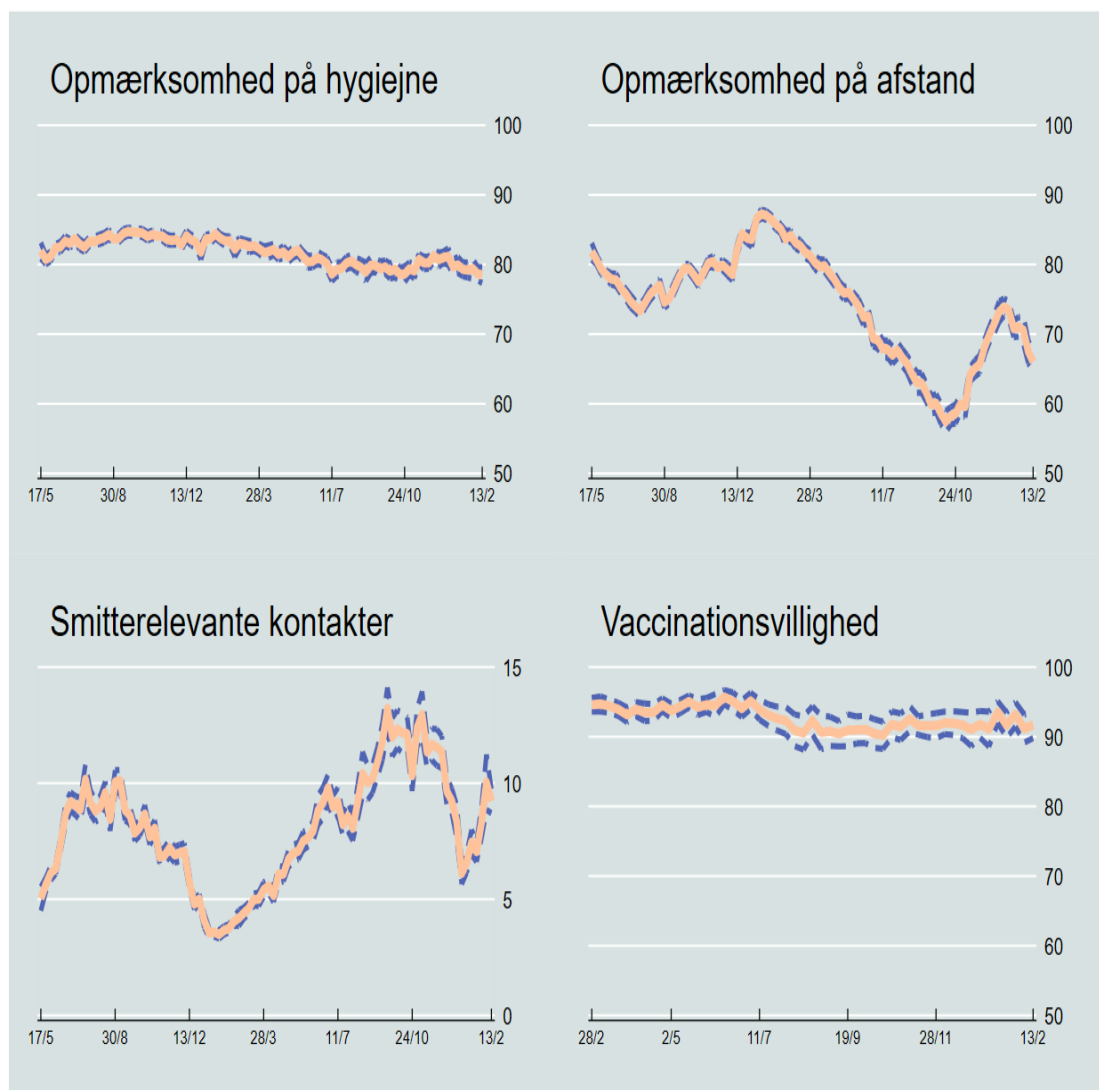 Opmærksomhed på hygiejne
100
90
80
70
60
50
17/5 30/8 13/12 28/3 11/7 24/10 13/2
Opmærksomhed på afstand
100
90
80
70
60
50
17/5 30/8 13/12 28/3 11/7 24/10 13/2
Smitterelevante kontakter
15
10
5
0
17/5 30/8 13/12 28/3 11/7 24/10 13/2
Vaccinationsvillighed
100
90
80
70
60
50
28/2 2/5 11/7 19/9 28/11 13/2